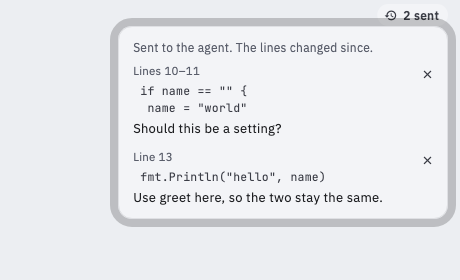 2 sent
Sent to the agent. The lines changed since.
Lines 10–11
if name == "" {
name = "world"
Should this be a setting?
Line 13
fmt.Println("hello", name)
Use greet here, so the two stay the same.